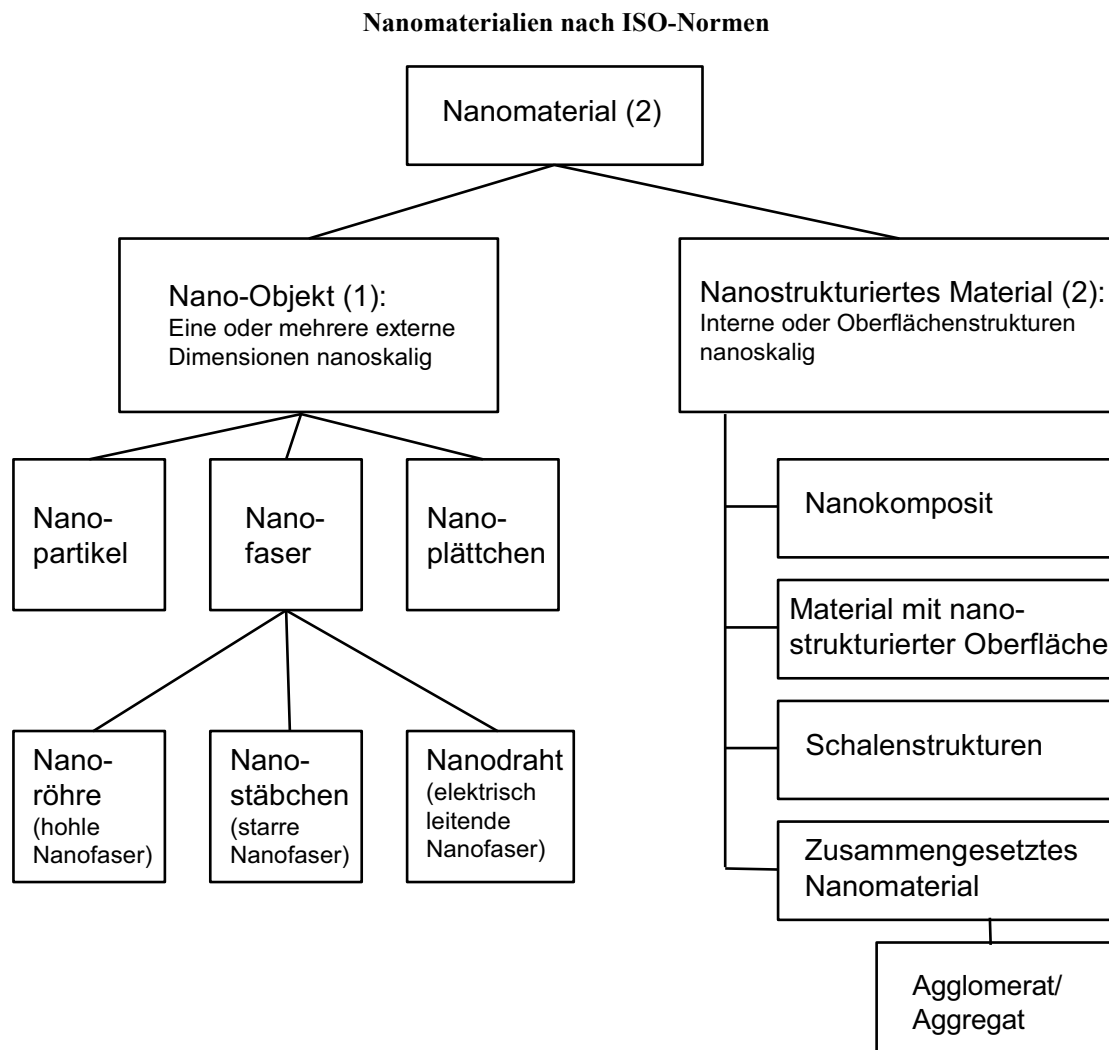 Nanomaterialien nach ISO-Normen
Nanomaterial (2)
Nano-Objekt (1):
Eine oder mehrere externe
Dimensionen nanoskalig
Nanostrukturiertes Material (2):
Interne oder Oberflächenstrukturen
nanoskalig
Nano-
partikel
Nano-
faser
Nano-
plättchen
Nano-
röhre
(hohle
Nanofaser)
Nano-
stäbchen
(starre
Nanofaser)
Nanodraht
(elektrisch
leitende
Nanofaser)
Nanokomposit
Material mit nano-
strukturierter Oberfläche
Schalenstrukturen
Zusammengesetztes
Nanomaterial
Agglomerat/
Aggregat